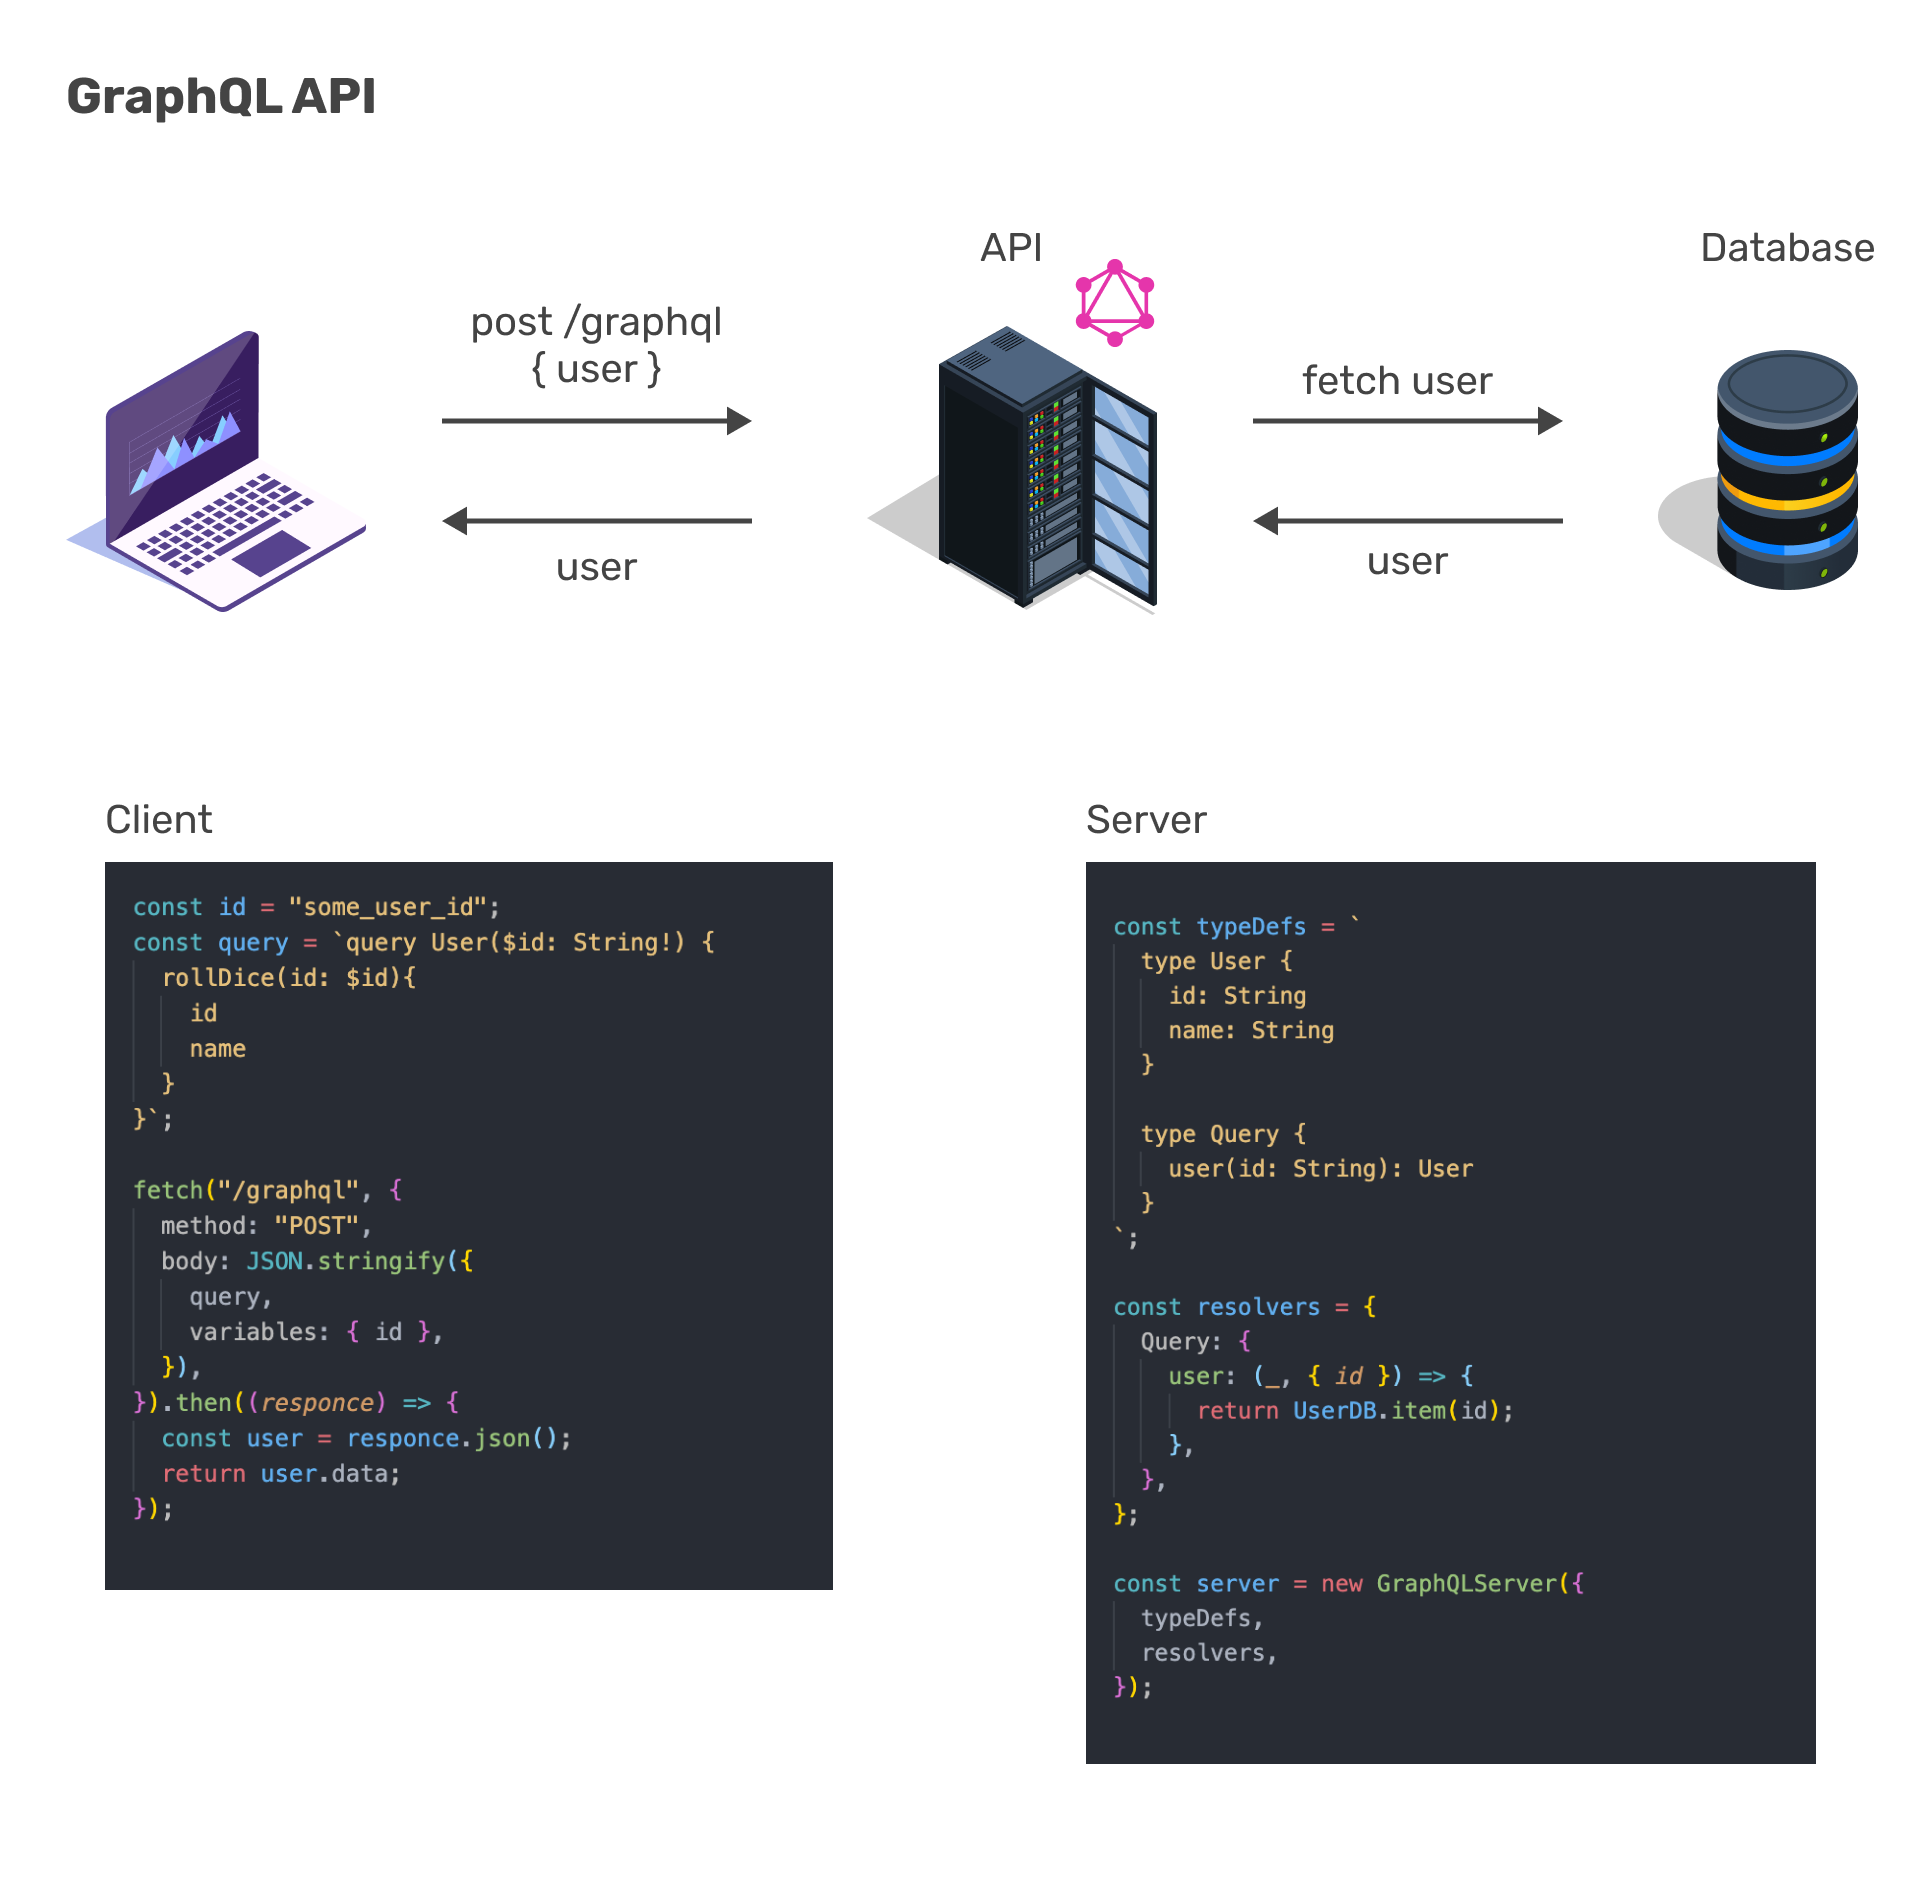 GraphQL API
API
Database
post /graphql
{ user }
fetch user
user
user
Client
Server
const id = "some_user_id";
const query = `query User($id: String!) {
  rollDice(id: $id){
    id
    name
  }
}`;

fetch("/graphql", {
  method: "POST",
  body: JSON.stringify({
    query,
    variables: { id },
  }),
}).then((responce) => {
  const user = responce.json();
  return user.data;
});
const typeDefs = `
  type User {
    id: String
    name: String
  }

  type Query {
    user(id: String): User
  }
`;

const resolvers = {
  Query: {
    user: (_, { id }) => {
      return UserDB.item(id);
    },
  },
};

const server = new GraphQLServer({
  typeDefs,
  resolvers,
});